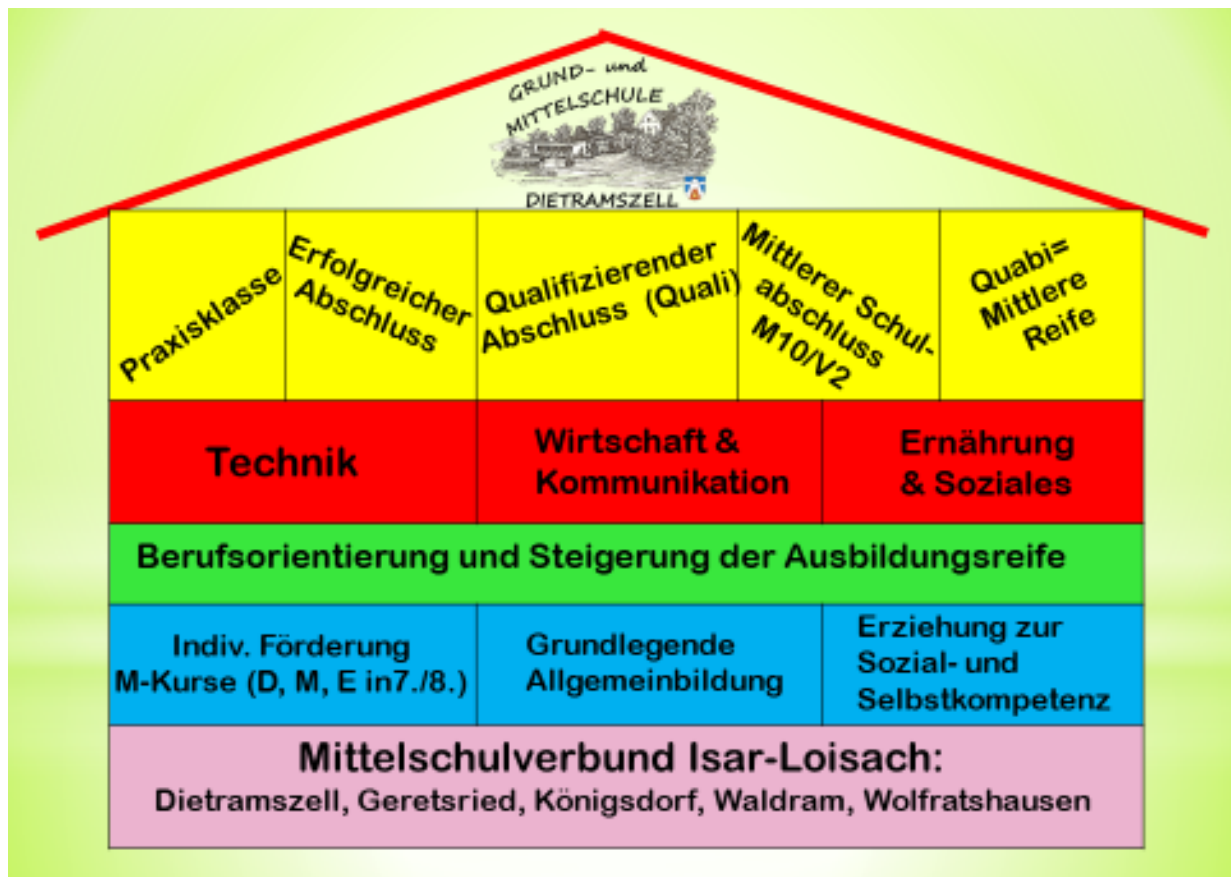 GRUND- und
MITTELSCHULE
DIETRAMSZELL
Praxisklasse
Erfolgreicher
Abschluss
Qualifizierender
Abschluss (Quali)
Mittlerer Schul-
abschluss
M10/V2
Quabi=
Mittlere
Reife
Technik
Wirtschaft &
Kommunikation
Ernährung
& Soziales
Berufsorientierung und Steigerung der Ausbildungsreife
Indiv. Förderung
M-Kurse (D, M, E in7./8.)
Grundlegende
Allgemeinbildung
Erziehung zur
Sozial- und
Selbstkompetenz
Mittelschulverbund Isar-Loisach:
Dietramszell, Geretsried, Königsdorf, Waldram, Wolfratshausen